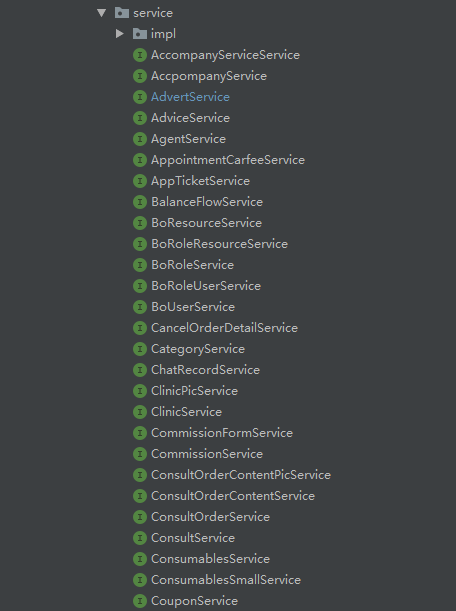 service
impl
AccompanyServiceService
AccpompanyService
AdvertService
AdviceService
AgentService
AppointmentCarfeeService
AppTicketService
BalanceFlowService
BoResourceService
BoRoleResourceService
BoRoleService
BoRoleUserService
BoUserService
CancelOrderDetailService
CategoryService
ChatRecordService
ClinicPicService
ClinicService
CommissionFormService
CommissionService
ConsultOrderContentPicService
ConsultOrderContentService
ConsultOrderService
ConsultService
ConsumablesService
ConsumablesSmallService
CouponService